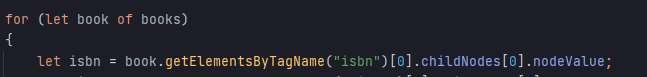 for (let book of books)
{
let isbn = book.getElementsByTagName("isbn")[0].childNodes[0].nodeValue;